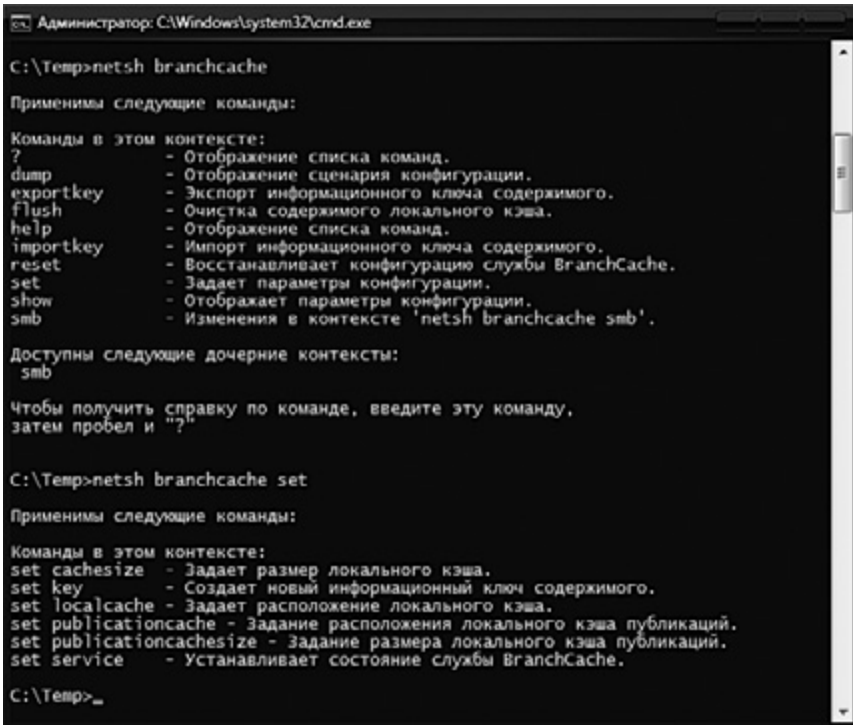 Администратор: C:\Windows\system32\cmd.exe
C:\Temp>netsh branchcache
Применимы следующие команды:
Команды в этом контексте:
? - Отображение списка команд.
dump - Отображение сценария конфигурации.
exportkey - Экспорт информационного ключа содержимого.
flush - Очистка содержимого локального кэша.
help - Отображение списка команд.
importkey - Импорт информационного ключа содержимого.
reset - Восстанавливает конфигурацию службы BranchCache.
set - Задает параметры конфигурации.
show - Отображает параметры конфигурации.
smb - Изменения в контексте 'netsh branchcache smb'.
Доступны следующие дочерние контексты:
smb
Чтобы получить справку по команде, введите эту команду,
затем пробел и "?"
C:\Temp>netsh branchcache set
Применимы следующие команды:
Команды в этом контексте:
set cachesize - Задает размер локального кэша.
set key - Создает новый информационный ключ содержимого.
set localcache - Задает расположение локального кэша.
set publicationcache - Задание расположения локального кэша публикаций.
set publicationcachesize - Задание размера локального кэша публикаций.
set service - Устанавливает состояние службы BranchCache.
C:\Temp>_